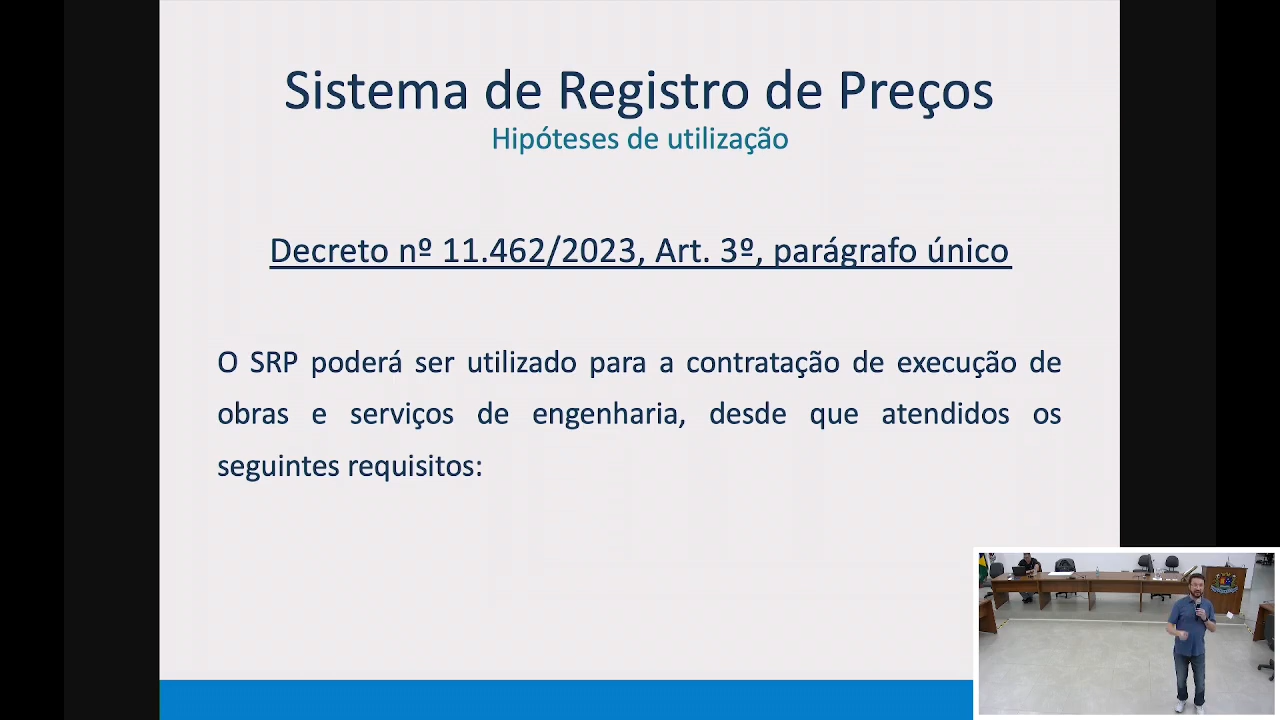 Sistema de Registro de Preços
Hipóteses de utilização
Decreto nº 11.462/2023, Art. 3º, parágrafo único
O SRP poderá ser utilizado para a contratação de execução de
obras e serviços de engenharia, desde que atendidos os
seguintes requisitos: